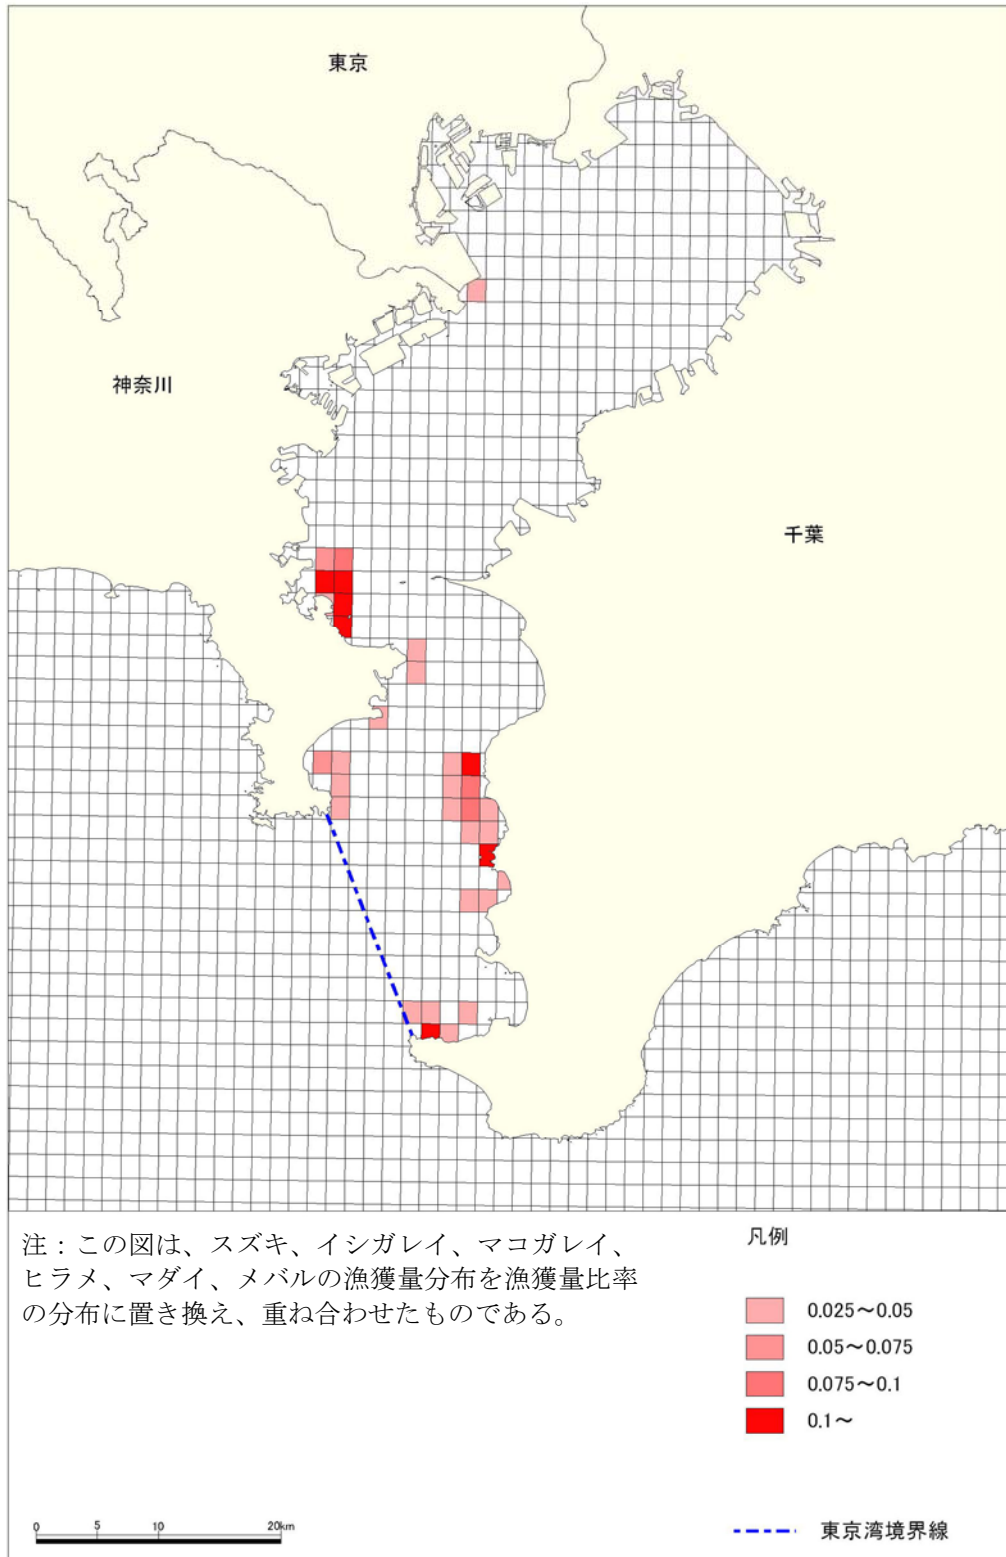 東京
神奈川
千葉
注：この図は、スズキ、イシガレイ、マコガレイ、
ヒラメ、マダイ、メバルの漁獲量分布を漁獲量比率
の分布に置き換え、重ね合わせたものである。
凡例
0.025～0.05
0.05～0.075
0.075～0.1
0.1～
0 5 10 20km
東京湾境界線